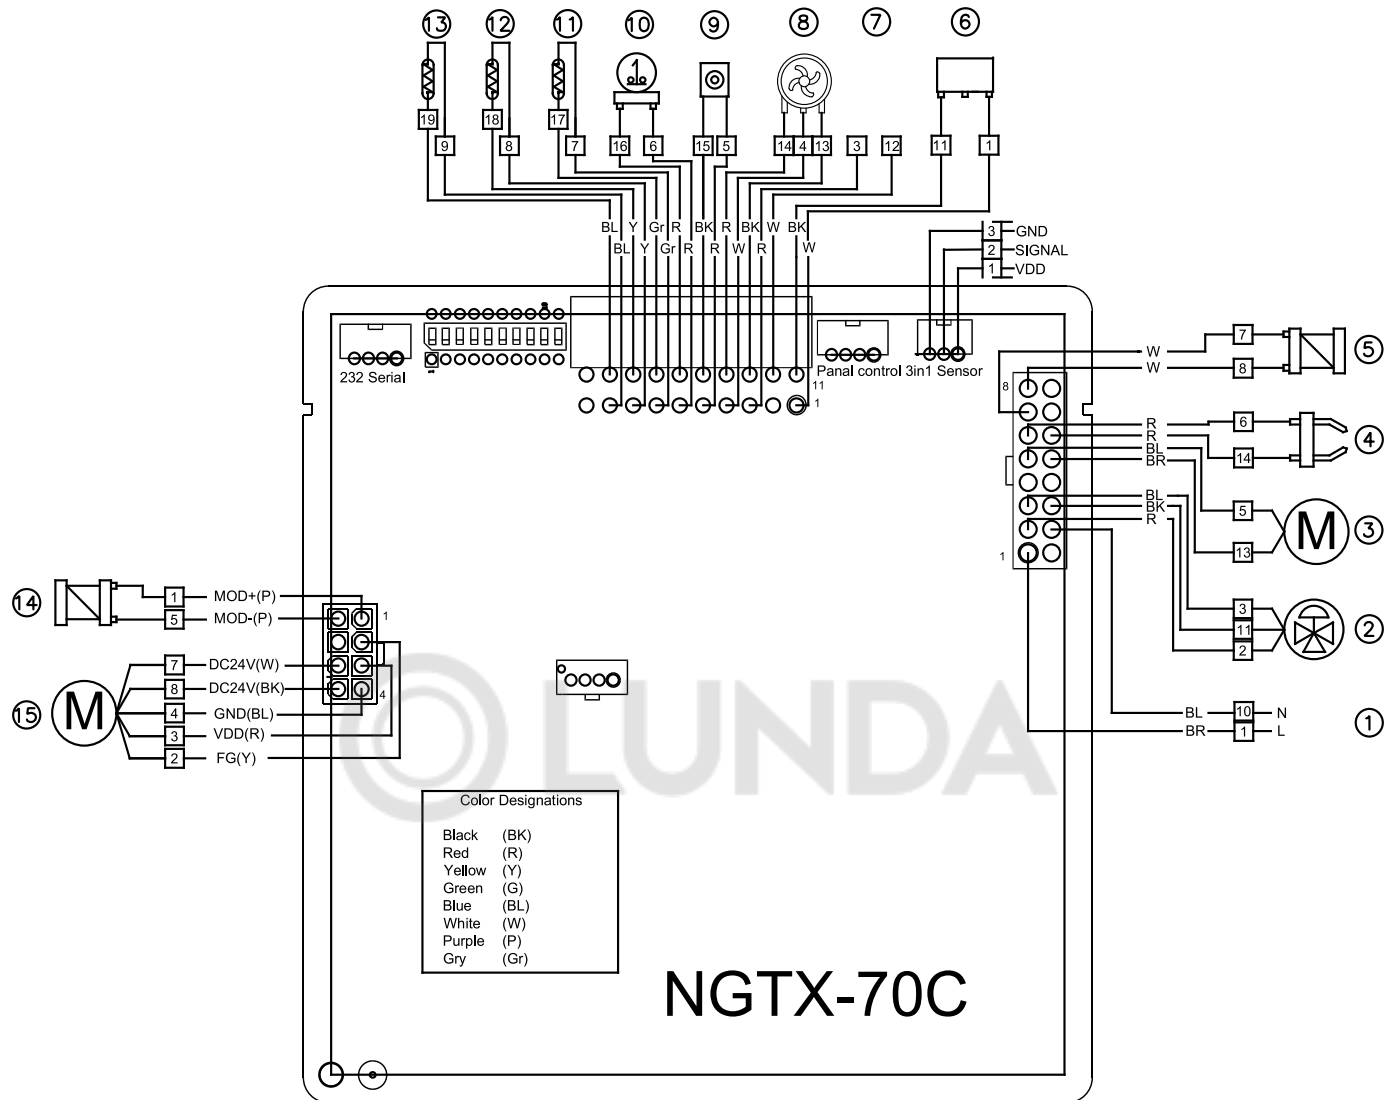 13 12 11 10 9 8 7 6
19 18 17
9 8 7 16 6 15 5 14 4 13 3 12 11 1
BL Y Gr R BK R BK W BK
BL Y Gr R R W R W
3 GND
2 SIGNAL
1 VDD
232 Serial
Panal control
3in1 Sensor
11
1
8
1
W 7
W 8
5
R 6
R 14
4
BL
BR
5
13
M
3
BL
BK
R
3
11
2
2
BL 10 N
BR 1 L
1
14
1 MOD+(P)
5 MOD-(P)
1
4
15
M
7 DC24V(W)
8 DC24V(BK)
4 GND(BL)
3 VDD(R)
2 FG(Y)
LUNDA
Color Designations
Black (BK)
Red (R)
Yellow (Y)
Green (G)
Blue (BL)
White (W)
Purple (P)
Gry (Gr)
NGTX-70C